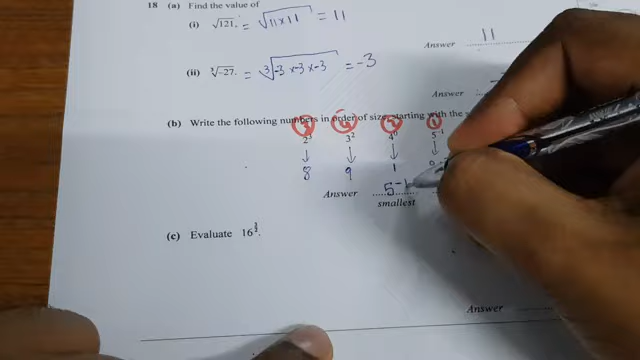 18 (a) Find the value of
(i) √121. = √11 × 11 = 11
Answer 11
(ii) ∛-27. = ∛-3 × -3 × -3 = -3
Answer
(b) Write the following numbers in order of size, starting with the
2³ 3² 4⁰ 5⁻¹
8 9 1
Answer 5⁻¹
smallest
(c) Evaluate
Answer